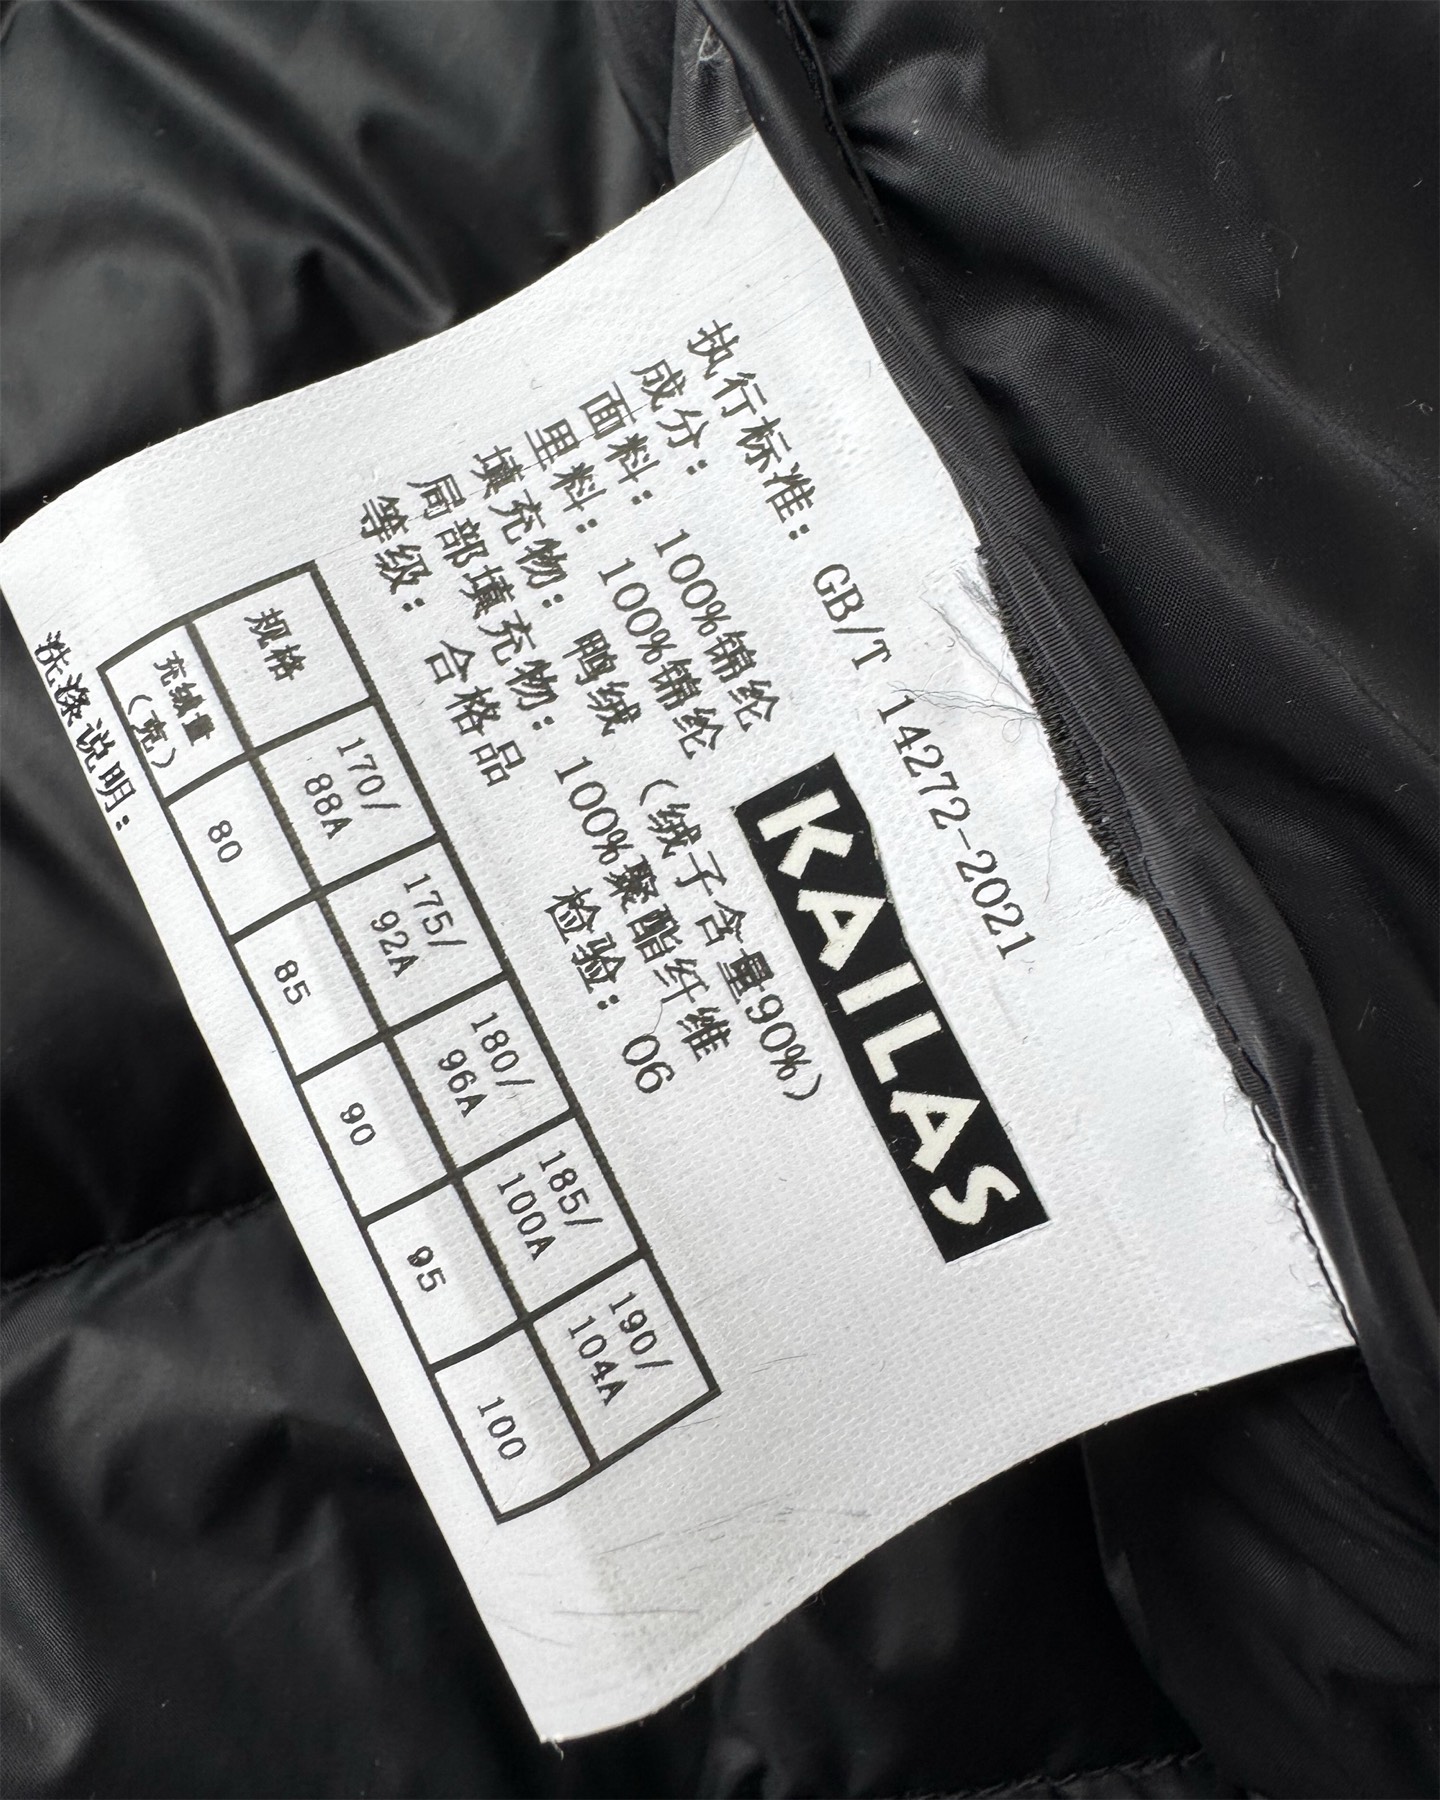 KAILAS
执行标准: GB/T 14272-2021
成分:
面料: 100%锦纶
里料: 100%锦纶
填充物: 鸭绒 (绒子含量90%)
局部填充物: 100%聚酯纤维
等级: 合格品 检验: 06
规格 170/88A 175/92A 180/96A 185/100A 190/104A
充绒量(克) 80 85 90 95 100
洗涤说明: